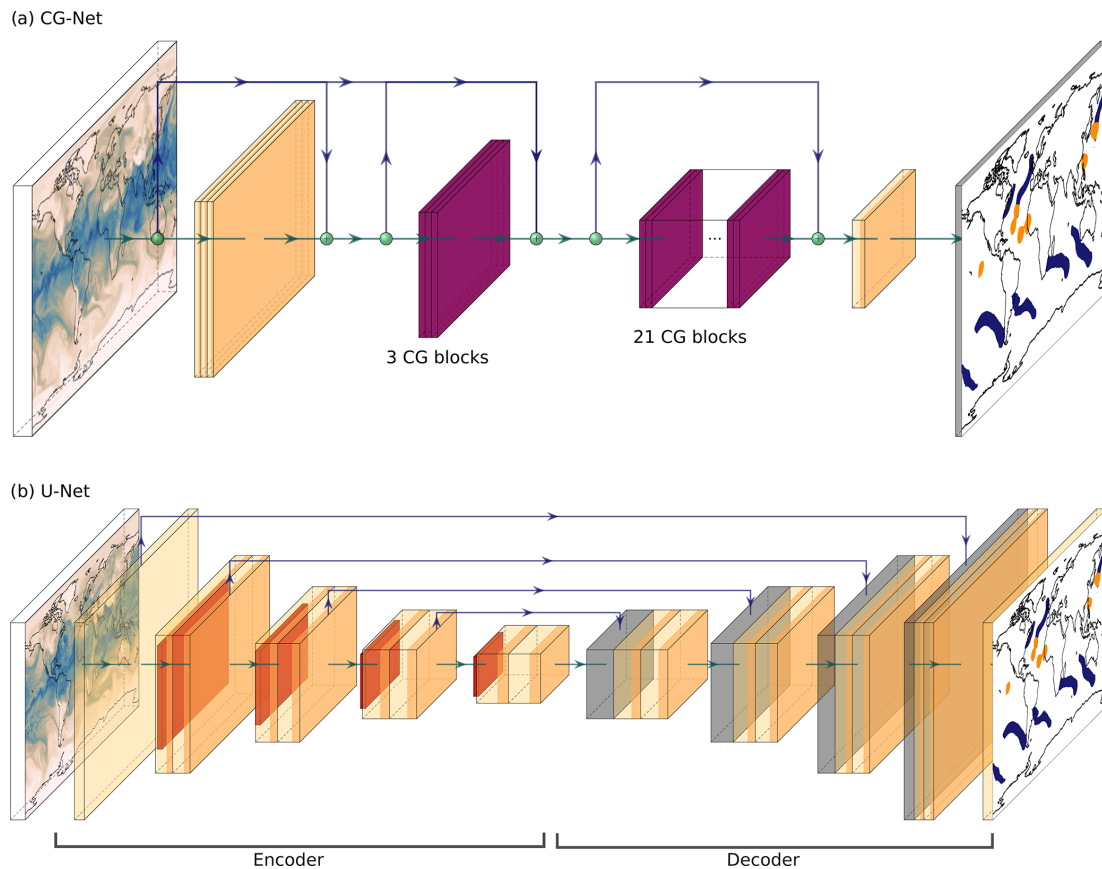 (a) CG-Net
...
3 CG blocks
21 CG blocks
(b) U-Net
Encoder
Decoder